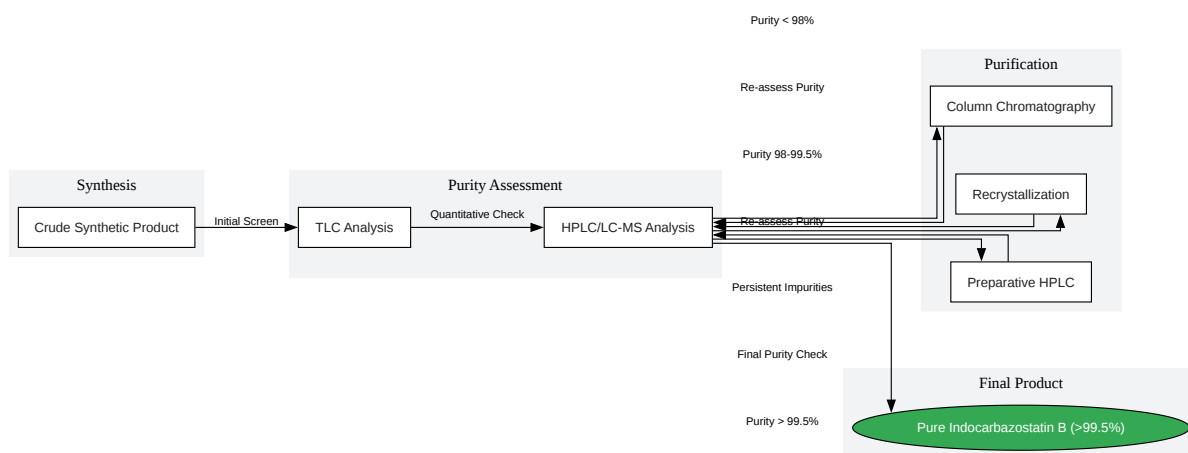 Purity < 98%
Purification
Re-assess Purity
Column Chromatography
Purity 98-99.5%
Synthesis
Purity Assessment
Recrystallization
Crude Synthetic Product
Initial Screen
TLC Analysis
Quantitative Check
HPLC/LC-MS Analysis
Re-assess Purity
Preparative HPLC
Persistent Impurities
Final Purity Check
Final Product
Purity > 99.5%
Pure Indocarbazostatin B (>99.5%)